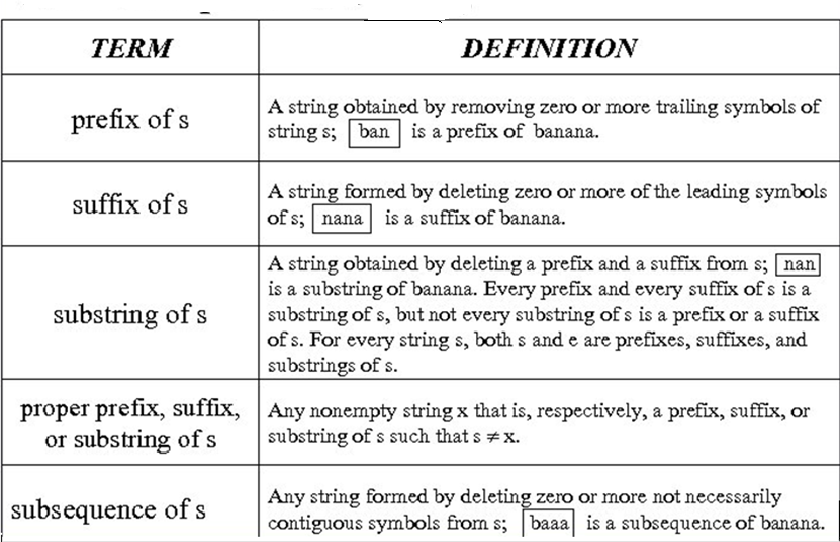 TERM DEFINITION
prefix of s
A string obtained by removing zero or more trailing symbols of
string s; ban is a prefix of banana.
suffix of s
A string formed by deleting zero or more of the leading symbols
of s; nana is a suffix of banana.
substring of s
A string obtained by deleting a prefix and a suffix from s; nan
is a substring of banana. Every prefix and every suffix of s is a
substring of s, but not every substring of s is a prefix or a suffix
of s. For every string s, both s and e are prefixes, suffixes, and
substrings of s.
proper prefix, suffix,
or substring of s
Any nonempty string x that is, respectively, a prefix, suffix, or
substring of s such that s ≠ x.
subsequence of s
Any string formed by deleting zero or more not necessarily
contiguous symbols from s; baaa is a subsequence of banana.